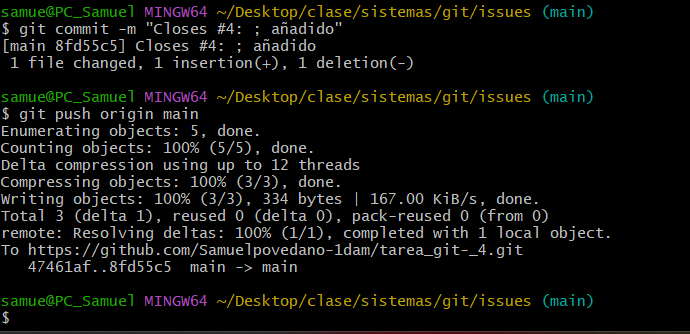 samue@PC_Samuel MINGW64 ~/Desktop/clase/sistemas/git/issues (main)
$ git commit -m "Closes #4: ; añadido"
[main 8fd55c5] Closes #4: ; añadido
 1 file changed, 1 insertion(+), 1 deletion(-)

samue@PC_Samuel MINGW64 ~/Desktop/clase/sistemas/git/issues (main)
$ git push origin main
Enumerating objects: 5, done.
Counting objects: 100% (5/5), done.
Delta compression using up to 12 threads
Compressing objects: 100% (3/3), done.
Writing objects: 100% (3/3), 334 bytes | 167.00 KiB/s, done.
Total 3 (delta 1), reused 0 (delta 0), pack-reused 0 (from 0)
remote: Resolving deltas: 100% (1/1), completed with 1 local object.
To https://github.com/Samuelpovedano-1dam/tarea_git-_4.git
   47461af..8fd55c5  main -> main

samue@PC_Samuel MINGW64 ~/Desktop/clase/sistemas/git/issues (main)
$